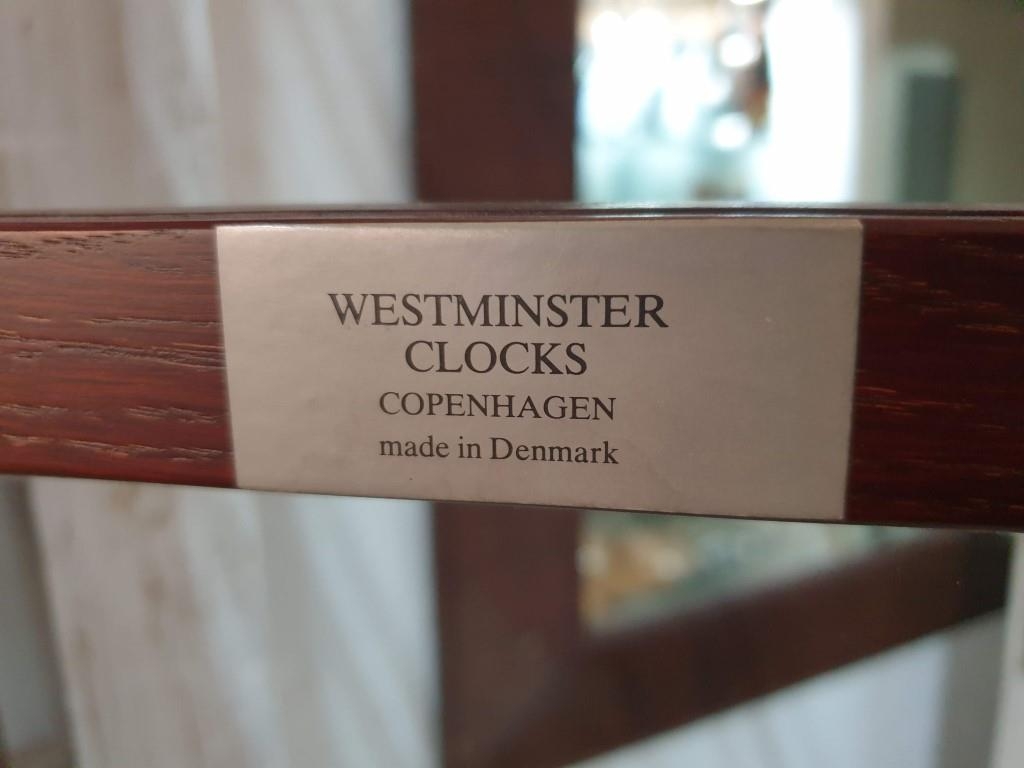 WESTMINSTER
CLOCKS
COPENHAGEN
made in Denmark